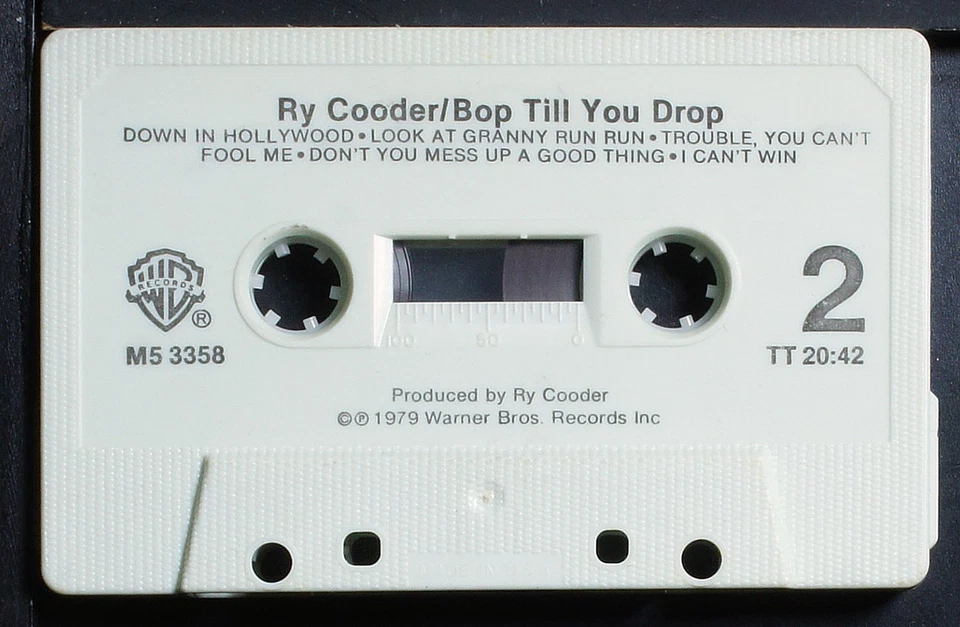 Ry Cooder/Bop Till You Drop
DOWN IN HOLLYWOOD•LOOK AT GRANNY RUN RUN•TROUBLE, YOU CAN'T
FOOL ME•DON'T YOU MESS UP A GOOD THING•I CAN'T WIN
WB
RECORDS
®
M5 3358
100 50 0
2
TT 20:42
Produced by Ry Cooder
©℗ 1979 Warner Bros. Records Inc